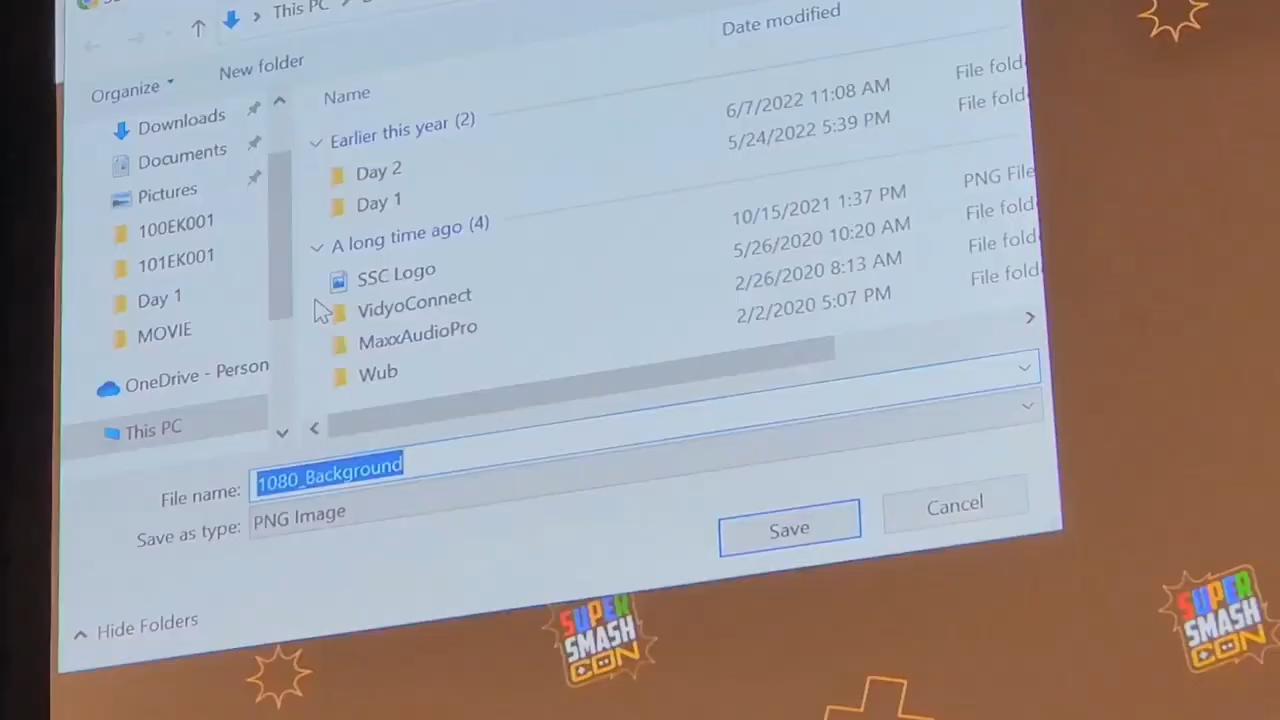 This PC
Organize
New folder
Name
Date modified
Downloads
Documents
Pictures
100EK001
101EK001
Day 1
MOVIE
OneDrive - Person
This PC
Earlier this year (2)
Day 2 6/7/2022 11:08 AM File fold
Day 1 5/24/2022 5:39 PM File fold
A long time ago (4)
SSC Logo 10/15/2021 1:37 PM PNG File
VidyoConnect 5/26/2020 10:20 AM File fold
MaxxAudioPro 2/26/2020 8:13 AM File fold
Wub 2/2/2020 5:07 PM File fold
File name: 1080_Background
Save as type: PNG Image
Save
Cancel
Hide Folders
SUPER
SMASH
CON
SUPER
SMASH
CON